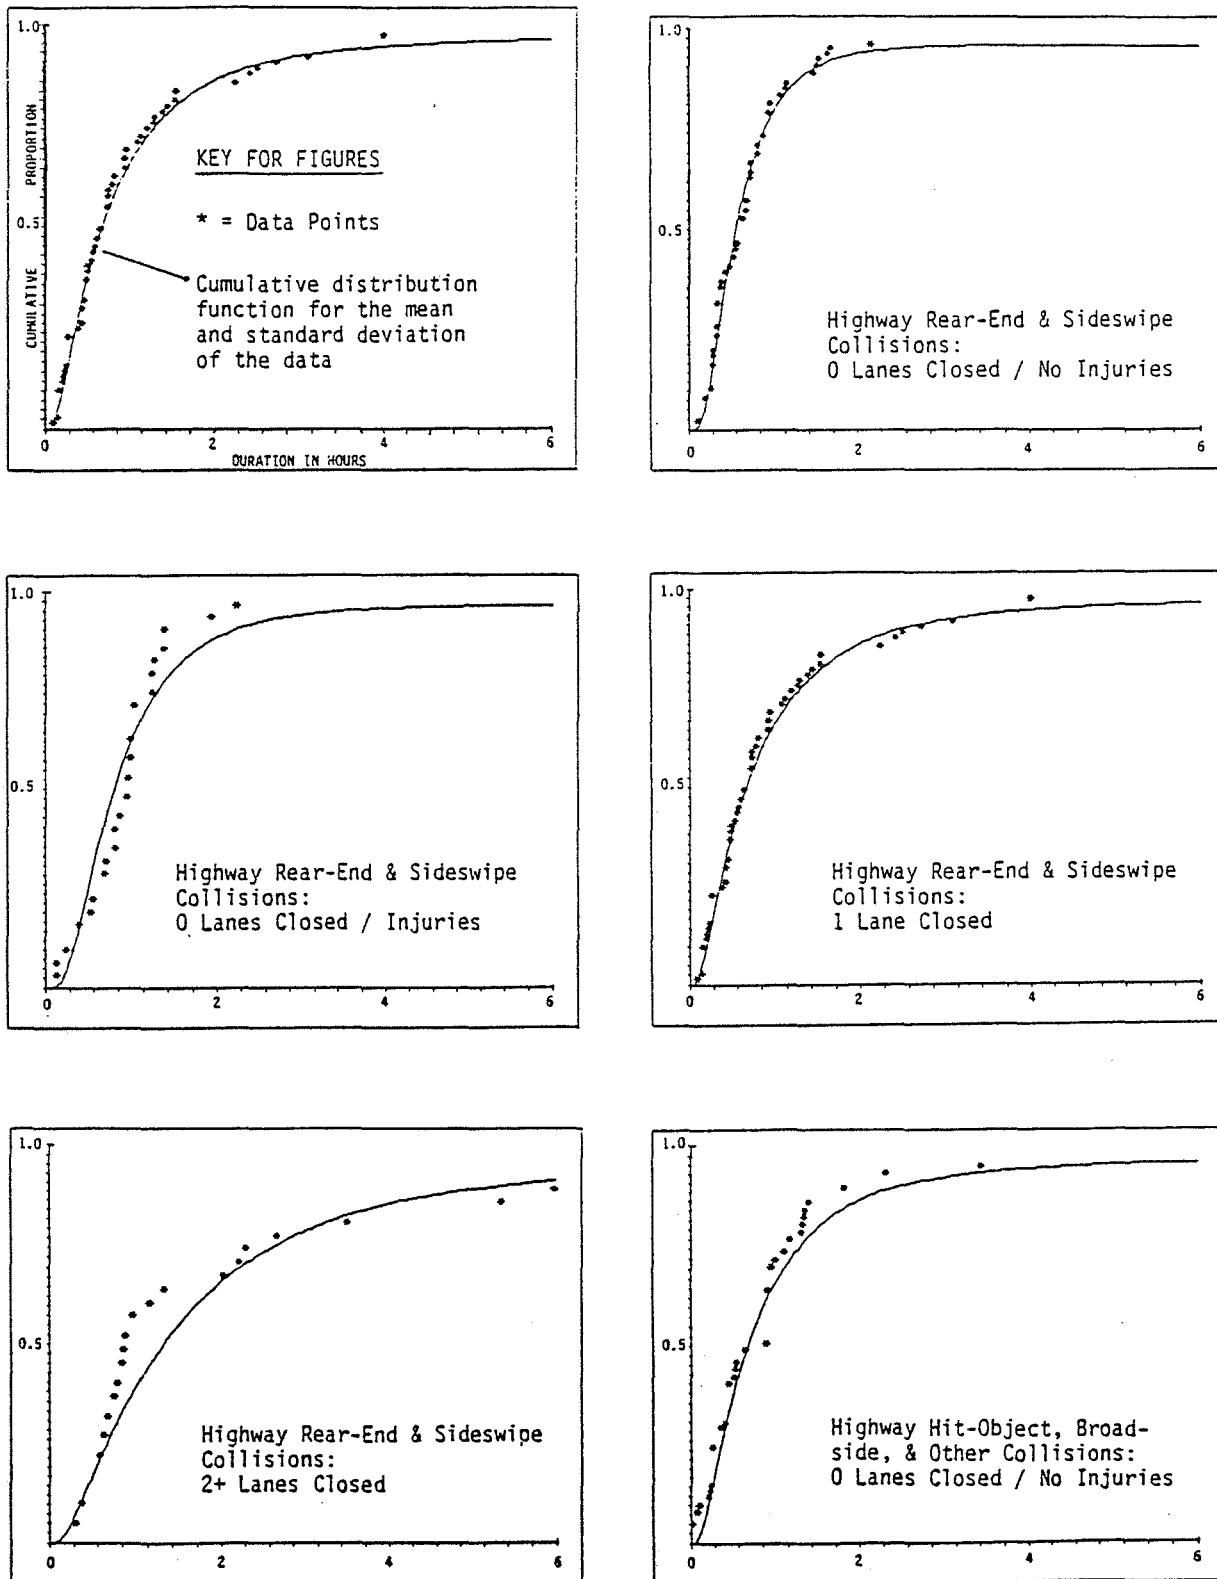 1.0
CUMULATIVE PROPORTION
KEY FOR FIGURES
* = Data Points
0.5
Cumulative distribution
function for the mean
and standard deviation
of the data
0 2 4 6
DURATION IN HOURS
1.0
0.5
Highway Rear-End & Sideswipe
Collisions:
0 Lanes Closed / No Injuries
0 2 4 6
1.0
0.5
Highway Rear-End & Sideswipe
Collisions:
0 Lanes Closed / Injuries
0 2 4 6
1.0
0.5
Highway Rear-End & Sideswipe
Collisions:
1 Lane Closed
0 2 4 6
1.0
0.5
Highway Rear-End & Sideswipe
Collisions:
2+ Lanes Closed
0 2 4 6
1.0
0.5
Highway Hit-Object, Broad-
side, & Other Collisions:
0 Lanes Closed / No Injuries
0 2 4 6